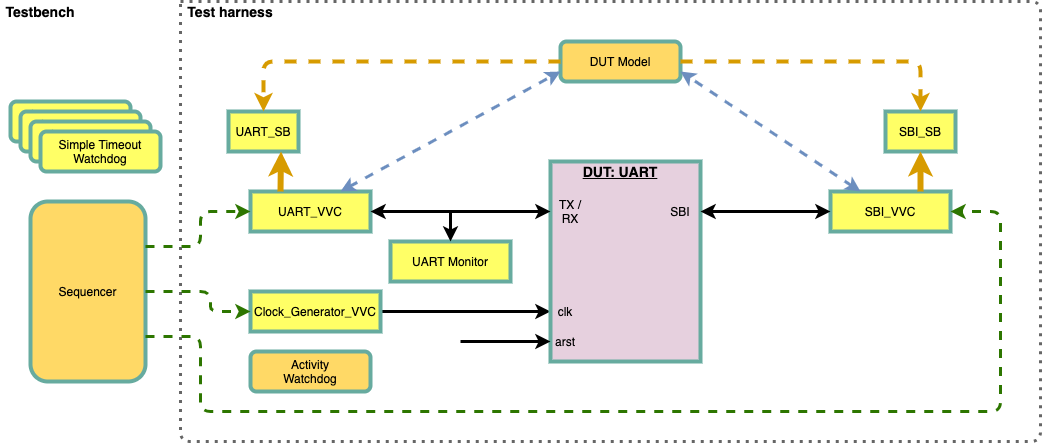 Testbench
Test harness
DUT Model
UART_SB
SBI_SB
Simple Timeout
Watchdog
DUT: UART
UART_VVC
TX /
RX
SBI
SBI_VVC
UART Monitor
Sequencer
Clock_Generator_VVC
clk
arst
Activity
Watchdog